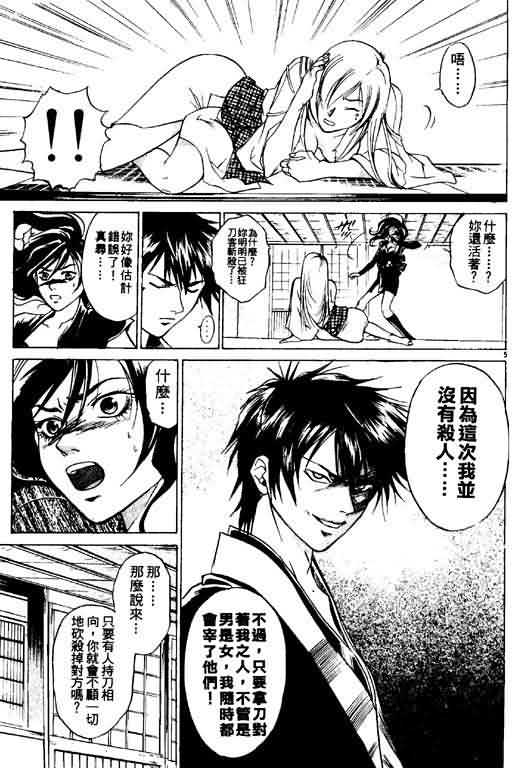 唔……
!!
什麼……?
妳還活著?
為什麼?
妳明明已被狂
刀客斬殺了……
……
妳好像估計
錯誤了!
真尋……
5
因為這次我並
沒有殺人……
不過，只要拿刀對
著我之人，不管是
男是女，我隨時都
會宰了他們!
什麼…
那……
那麼說來…
只要有人持刀相
向，你就會不顧一切
地砍殺掉對方嗎?